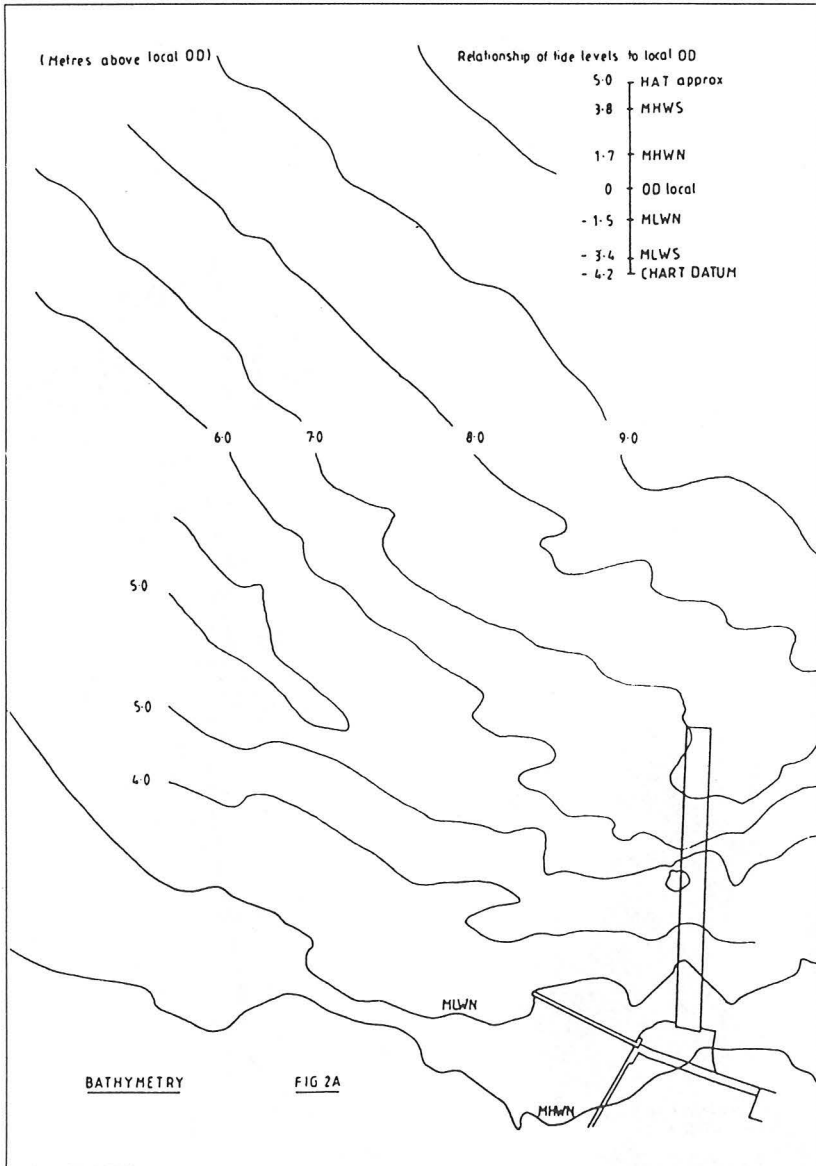 (Metres above local OD)
Relationship of tide levels to local OD
5·0 HAT approx
3·8 MHWS
1·7 MHWN
0 OD local
- 1·5 MLWN
- 3·4 MLWS
- 4·2 CHART DATUM
6·0 7·0 8·0 9·0
5·0
5·0
4·0
MLWN
BATHYMETRY FIG 2A
MHWN